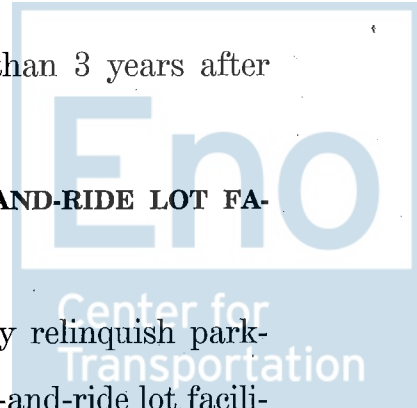 than 3 years after
AND-RIDE LOT FA-
y relinquish park-
-and-ride lot facili-
Eno
Center for
Transportation